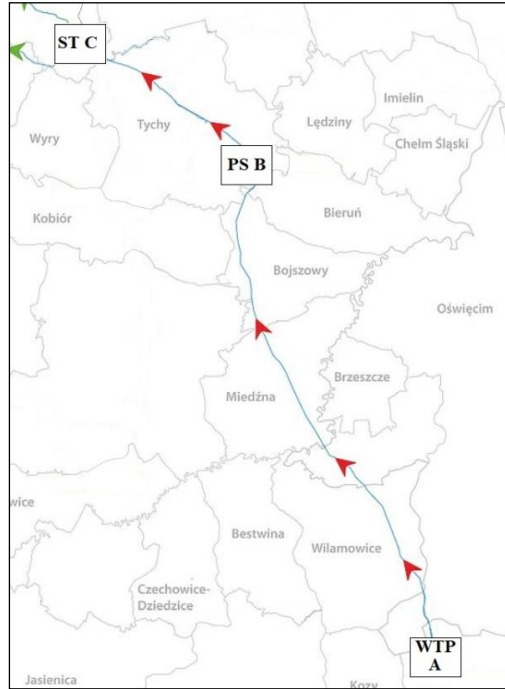 ST C
Imielin
Lędziny
Tychy
Wyry
Chełm Śląski
PS B
Kobiór
Bieruń
Bojszowy
Oświęcim
Brzeszcze
Miedźna
wice
Bestwina
Wilamowice
Czechowice-
Dziedzice
WTP
A
Jasienica
Kozy